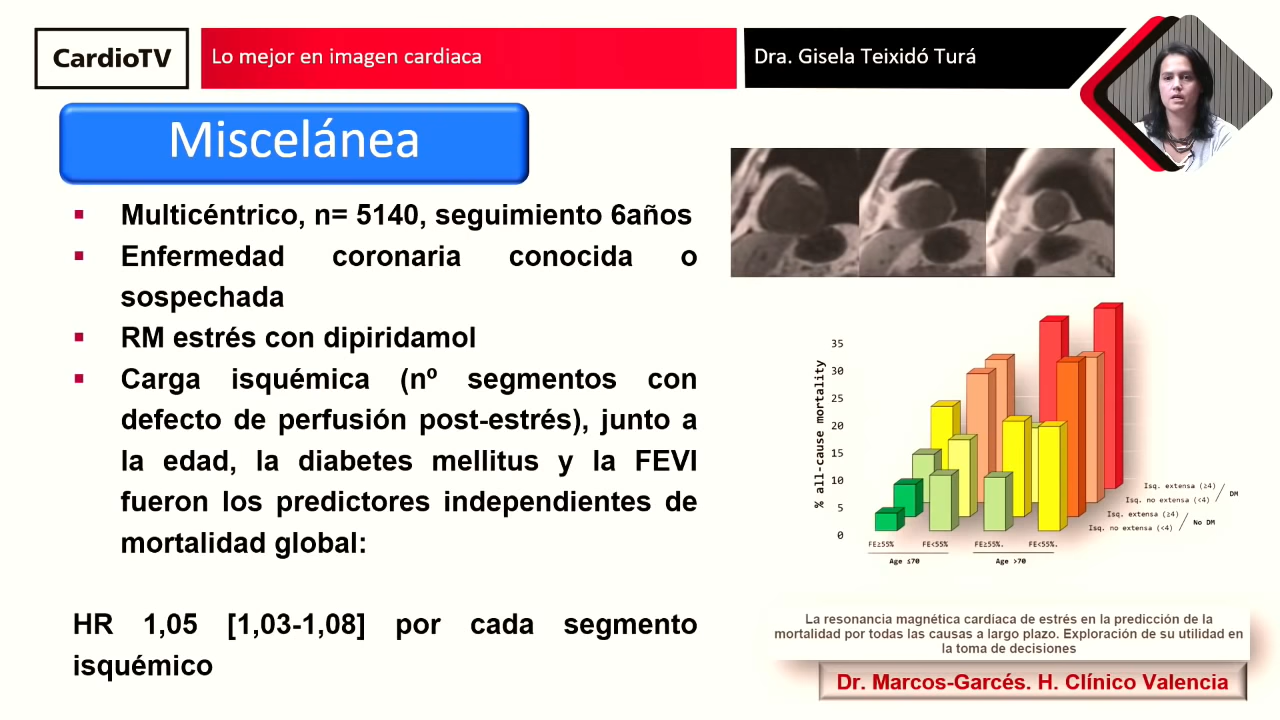 CardioTV
Lo mejor en imagen cardiaca
Dra. Gisela Teixidó Turá
Miscelánea
▪ Multicéntrico, n= 5140, seguimiento 6años
▪ Enfermedad coronaria conocida o
sospechada
▪ RM estrés con dipiridamol
▪ Carga isquémica (nº segmentos con
defecto de perfusión post-estrés), junto a
la edad, la diabetes mellitus y la FEVI
fueron los predictores independientes de
mortalidad global:
HR 1,05 [1,03-1,08] por cada segmento
isquémico
% all-cause mortality
35
30
25
20
15
10
5
0
Isq. extensa (≥4)
Isq. no extensa (<4) / DM
Isq. extensa (≥4)
Isq. no extensa (<4) / No DM
FE≥55% FE<55% FE≥55%. FE<55%.
Age ≤70 Age >70
La resonancia magnética cardiaca de estrés en la predicción de la
mortalidad por todas las causas a largo plazo. Exploración de su utilidad en
la toma de decisiones
Dr. Marcos-Garcés. H. Clínico Valencia